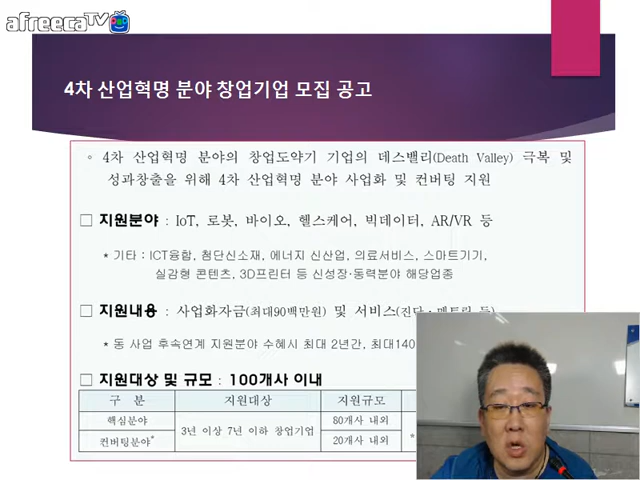 afreecaTV
4차 산업혁명 분야 창업기업 모집 공고
◦ 4차 산업혁명 분야의 창업도약기 기업의 데스밸리(Death Valley) 극복 및
성과창출을 위해 4차 산업혁명 분야 사업화 및 컨버팅 지원
□ 지원분야 : IoT, 로봇, 바이오, 헬스케어, 빅데이터, AR/VR 등
* 기타 : ICT융합, 첨단신소재, 에너지 신산업, 의료서비스, 스마트기기,
실감형 콘텐츠, 3D프린터 등 신성장·동력분야 해당업종
□ 지원내용 : 사업화자금(최대90백만원) 및 서비스(진단·멘토링 등)
* 동 사업 후속연계 지원분야 수혜시 최대 2년간, 최대140
□ 지원대상 및 규모 : 100개사 이내
구 분 지원대상 지원규모
핵심분야 3년 이상 7년 이하 창업기업 80개사 내외
컨버팅분야* 20개사 내외 *